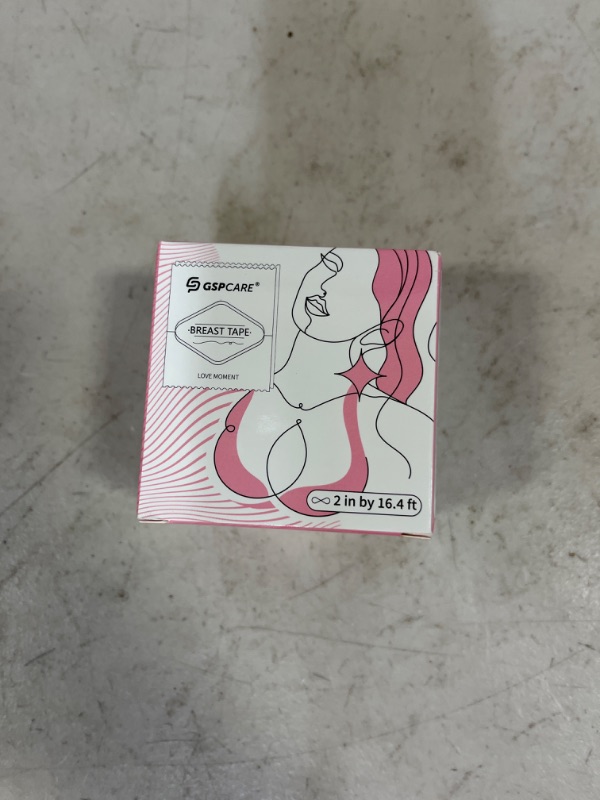 GSPCARE®
·BREAST TAPE·
LOVE MOMENT
2 in by 16.4 ft